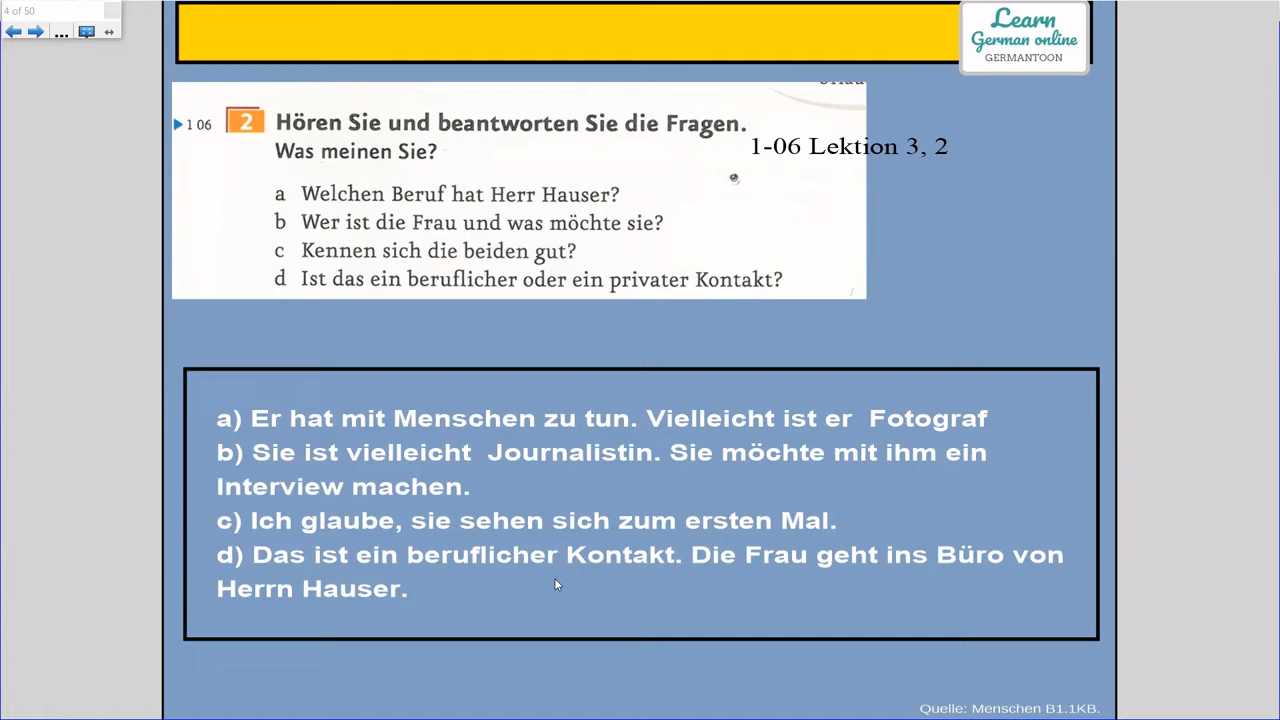 4 of 50
Learn
German online
GERMANTOON
1 06 2 Hören Sie und beantworten Sie die Fragen.
1-06 Lektion 3, 2
Was meinen Sie?
a Welchen Beruf hat Herr Hauser?
b Wer ist die Frau und was möchte sie?
c Kennen sich die beiden gut?
d Ist das ein beruflicher oder ein privater Kontakt?
a) Er hat mit Menschen zu tun. Vielleicht ist er Fotograf
b) Sie ist vielleicht Journalistin. Sie möchte mit ihm ein
Interview machen.
c) Ich glaube, sie sehen sich zum ersten Mal.
d) Das ist ein beruflicher Kontakt. Die Frau geht ins Büro von
Herrn Hauser.
Quelle: Menschen B1.1KB.